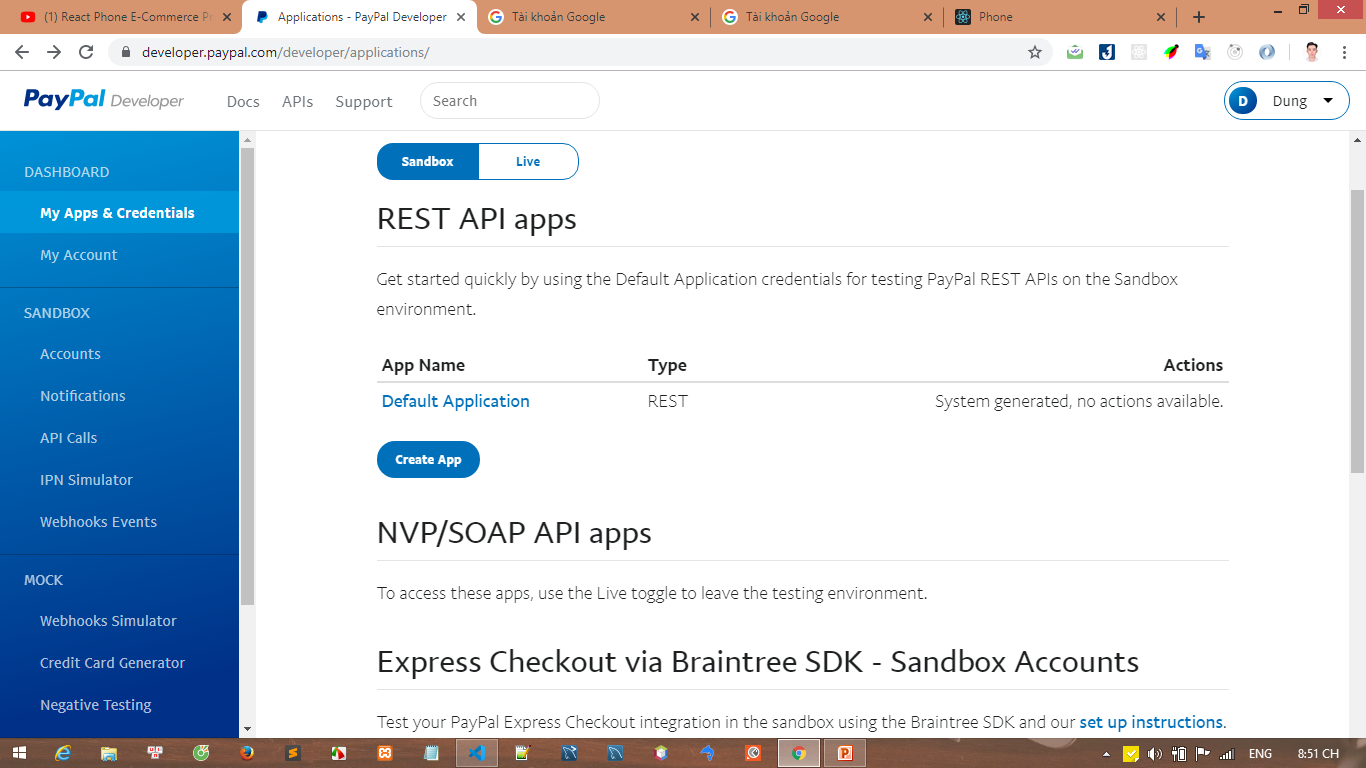 (1) React Phone E-Commerce Pr
Applications - PayPal Developer
Tài khoản Google
Tài khoản Google
Phone
developer.paypal.com/developer/applications/
PayPal Developer
Docs
APIs
Support
Search
D
Dung
DASHBOARD
My Apps & Credentials
My Account
SANDBOX
Accounts
Notifications
API Calls
IPN Simulator
Webhooks Events
MOCK
Webhooks Simulator
Credit Card Generator
Negative Testing
Sandbox
Live
REST API apps
Get started quickly by using the Default Application credentials for testing PayPal REST APIs on the Sandbox
environment.
App Name Type Actions
Default Application REST System generated, no actions available.
Create App
NVP/SOAP API apps
To access these apps, use the Live toggle to leave the testing environment.
Express Checkout via Braintree SDK - Sandbox Accounts
Test your PayPal Express Checkout integration in the sandbox using the Braintree SDK and our set up instructions.
ENG
8:51 CH